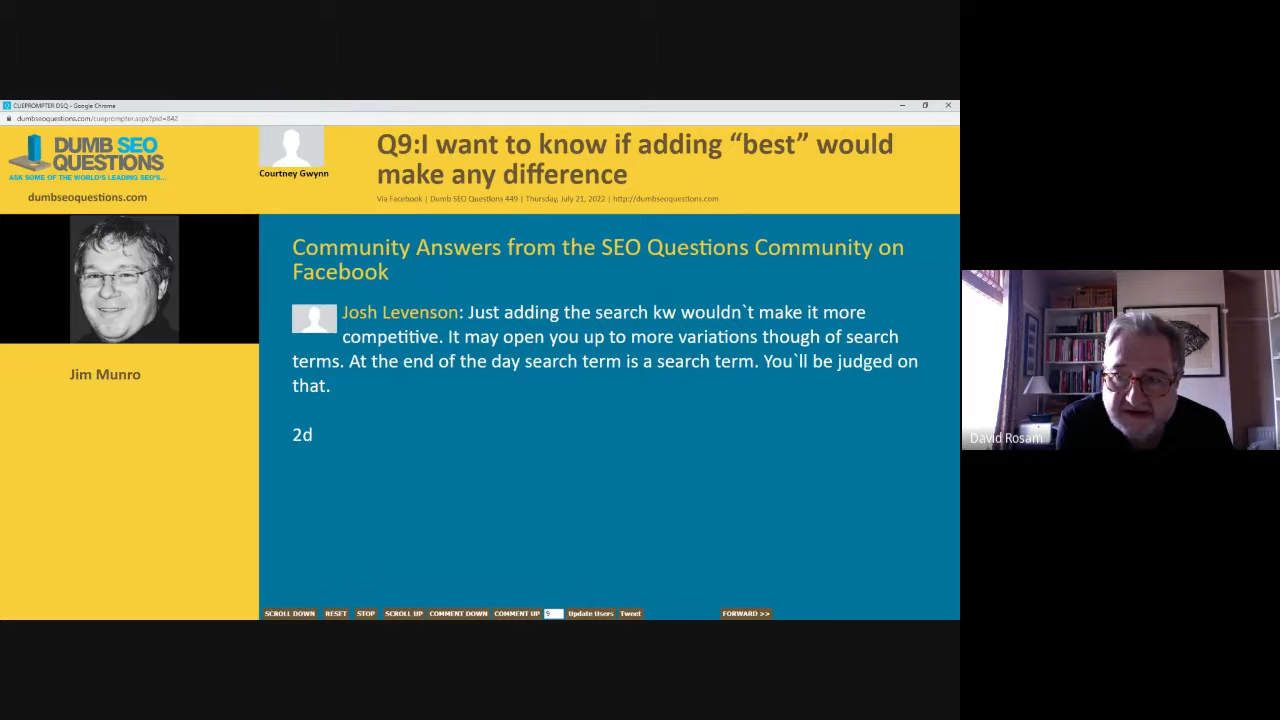 CUEPROMPTER DSQ - Google Chrome
dumbseoquestions.com/cueprompter.aspx?pid=842
DUMB SEO
QUESTIONS
ASK SOME OF THE WORLD'S LEADING SEO'S...
dumbseoquestions.com
Courtney Gwynn
Q9:I want to know if adding “best” would
make any difference
Via Facebook | Dumb SEO Questions 449 | Thursday, July 21, 2022 | http://dumbseoquestions.com
Jim Munro
Community Answers from the SEO Questions Community on
Facebook
Josh Levenson: Just adding the search kw wouldn`t make it more
competitive. It may open you up to more variations though of search
terms. At the end of the day search term is a search term. You`ll be judged on
that.
2d
SCROLL DOWN RESET STOP SCROLL UP COMMENT DOWN COMMENT UP 9 Update Users Tweet FORWARD >>
David Rosam